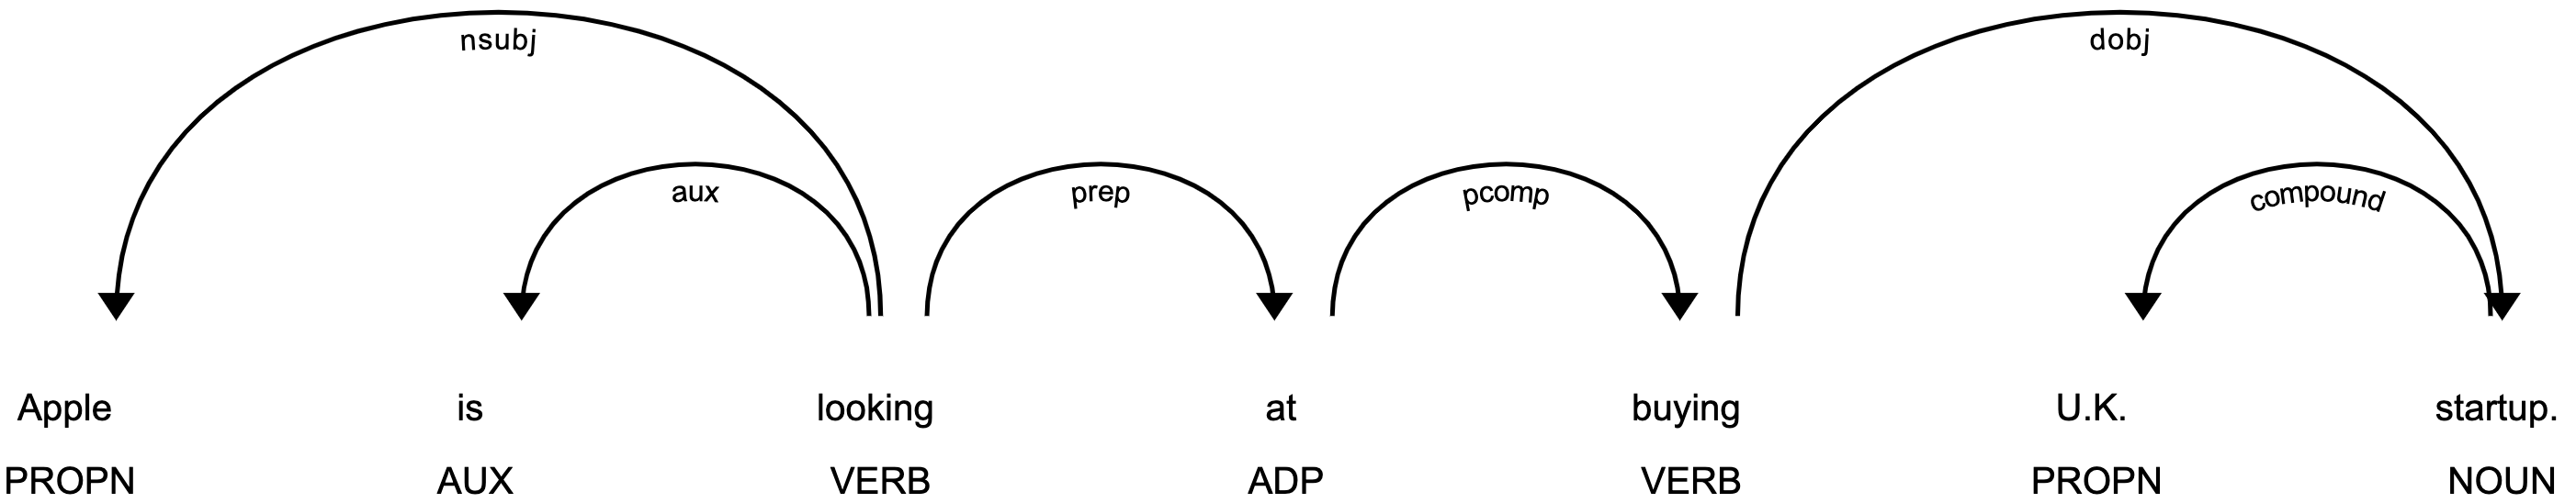 nsubj dobj
aux prep pcomp compound
Apple is looking at buying U.K. startup.
PROPN AUX VERB ADP VERB PROPN NOUN